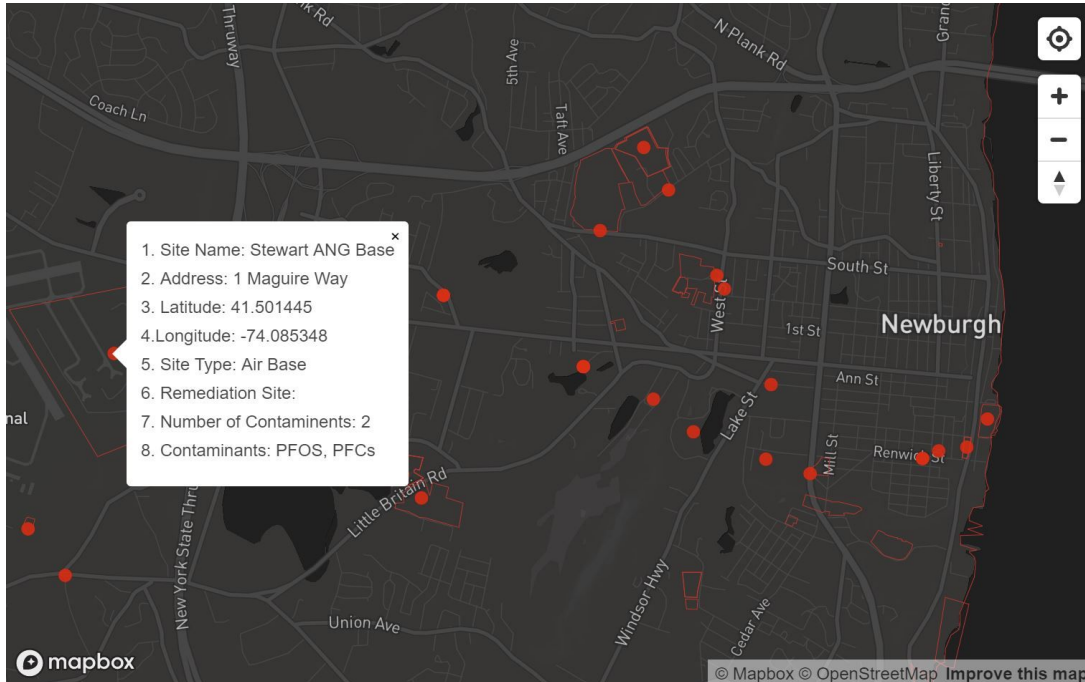 Thruway
k Rd
5th Ave
N Plank Rd
Grand
Coach Ln
Taft Ave
Liberty St
×
1. Site Name: Stewart ANG Base
2. Address: 1 Maguire Way
3. Latitude: 41.501445
4.Longitude: -74.085348
5. Site Type: Air Base
6. Remediation Site:
7. Number of Contaminents: 2
8. Contaminants: PFOS, PFCs
South St
West St
1st St
Newburgh
Ann St
nal
Lake St
Mill St
Renwick St
Little Britain Rd
New York State Thru
Windsor Hwy
Union Ave
Cedar Ave
mapbox
© Mapbox © OpenStreetMap Improve this map